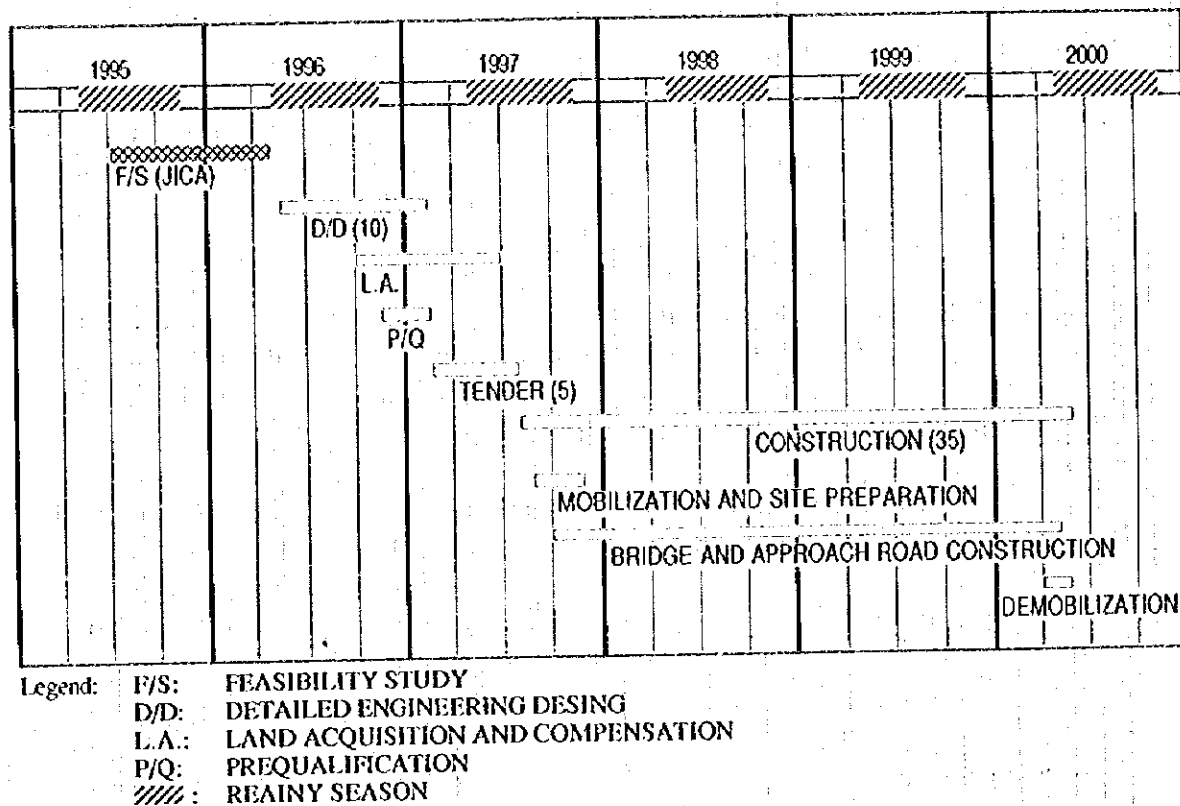 1995 1996 1997 1998 1999 2000
F/S (JICA)
D/D (10)
L.A.
P/Q
TENDER (5)
CONSTRUCTION (35)
MOBILIZATION AND SITE PREPARATION
BRIDGE AND APPROACH ROAD CONSTRUCTION
DEMOBILIZATION
Legend: F/S: FEASIBILITY STUDY
D/D: DETAILED ENGINEERING DESING
L.A.: LAND ACQUISITION AND COMPENSATION
P/Q: PREQUALIFICATION
: REAINY SEASON